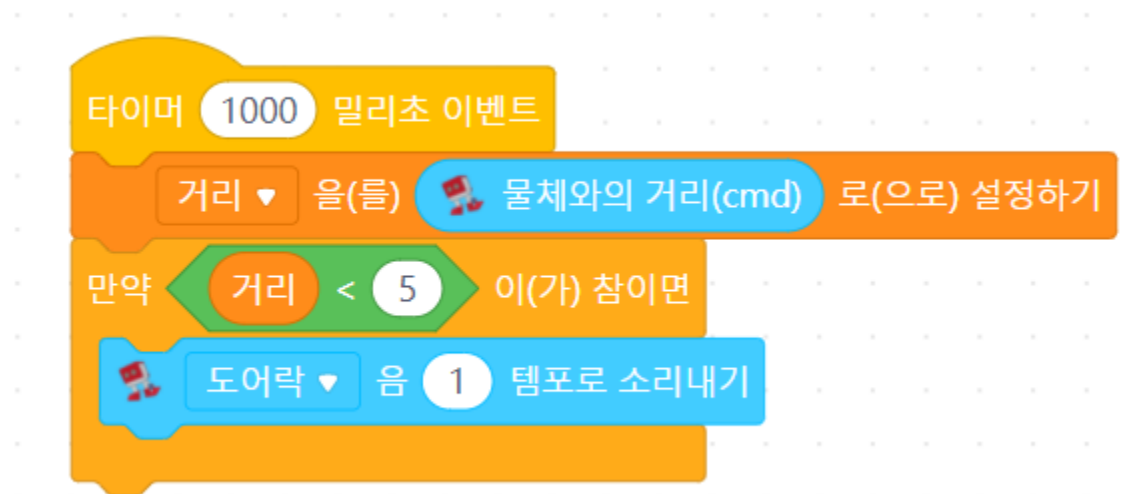 타이머 1000 밀리초 이벤트
거리 을(를) 물체와의 거리(cmd) 로(으로) 설정하기
만약 거리 < 5 이(가) 참이면
도어락 음 1 템포로 소리내기